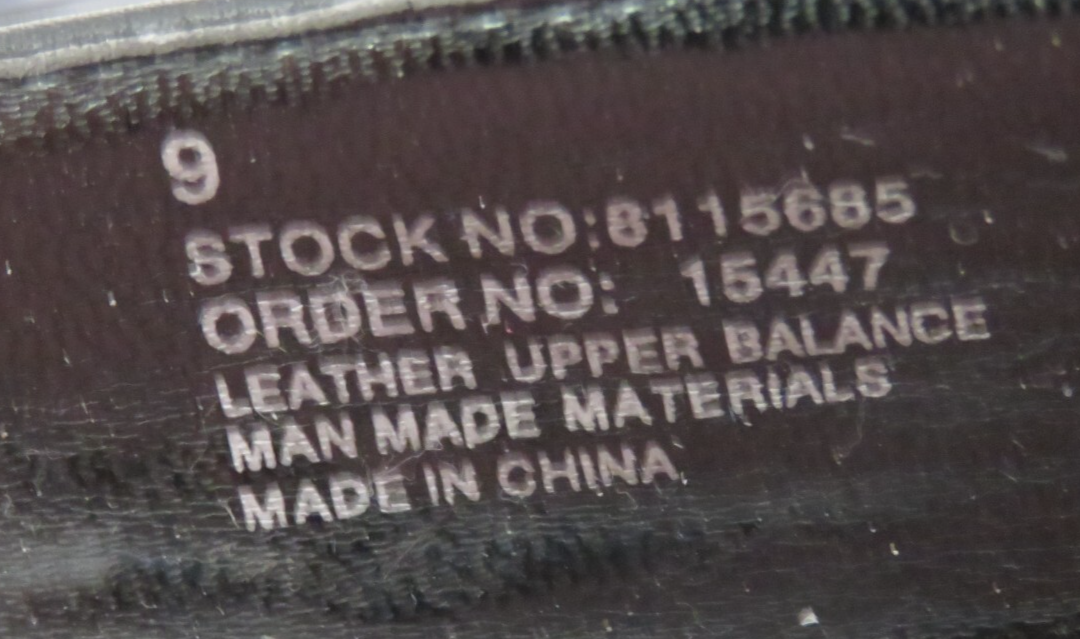 9
STOCK NO:8115685
ORDER NO: 15447
LEATHER UPPER BALANCE
MAN MADE MATERIALS
MADE IN CHINA